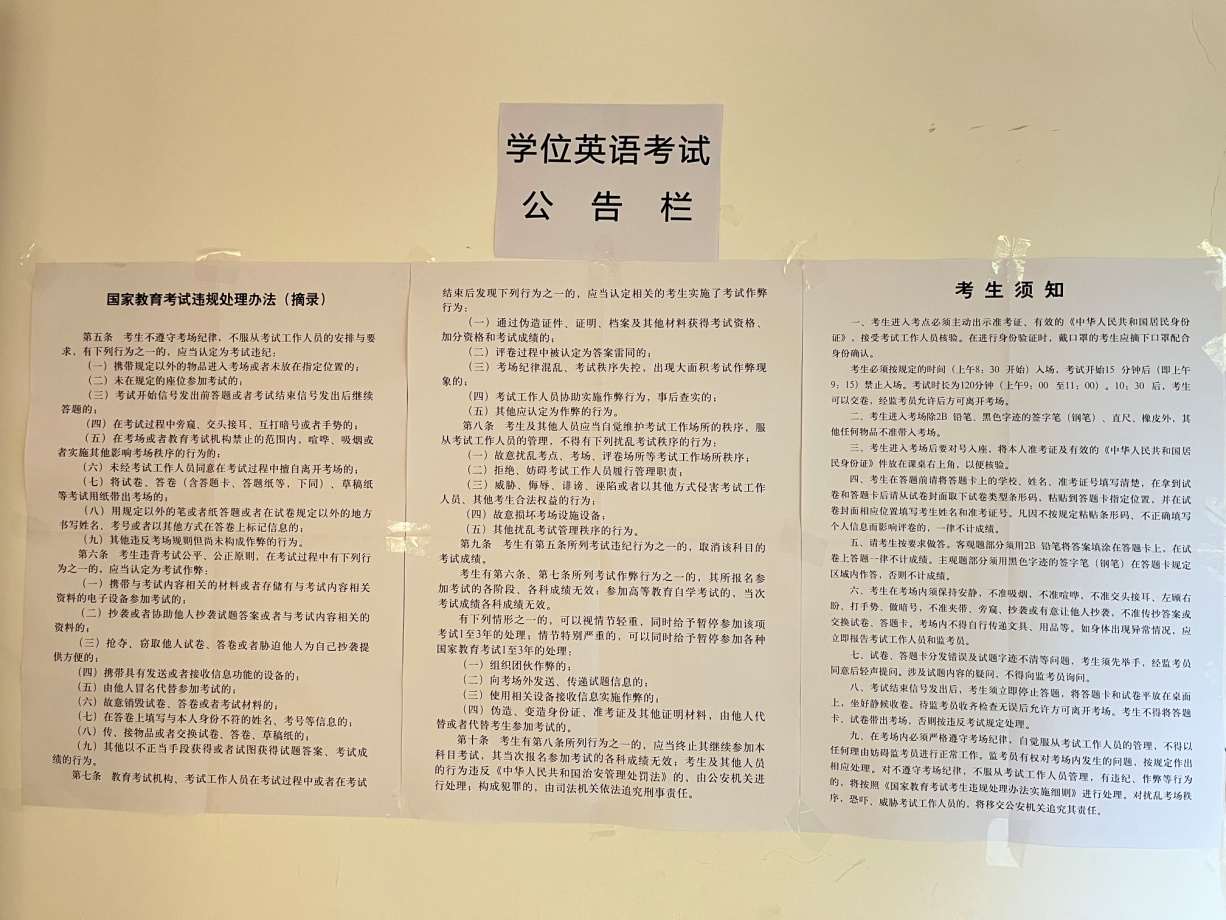 学位英语考试
公 告 栏
国家教育考试违规处理办法（摘录）
第五条 考生不遵守考场纪律，不服从考试工作人员的安排与要
求，有下列行为之一的，应当认定为考试违纪：
（一）携带规定以外的物品进入考场或者未放在指定位置的；
（二）未在规定的座位参加考试的；
（三）考试开始信号发出前答题或者考试结束信号发出后继续
答题的；
（四）在考试过程中旁窥、交头接耳、互打暗号或者手势的；
（五）在考场或者教育考试机构禁止的范围内，喧哗、吸烟或
者实施其他影响考场秩序的行为的；
（六）未经考试工作人员同意在考试过程中擅自离开考场的；
（七）将试卷、答卷（含答题卡、答题纸等，下同）、草稿纸
等考试用纸带出考场的；
（八）用规定以外的笔或者纸答题或者在试卷规定以外的地方
书写姓名、考号或者以其他方式在答卷上标记信息的；
（九）其他违反考场规则但尚未构成作弊的行为。
第六条 考生违背考试公平、公正原则，在考试过程中有下列行
为之一的，应当认定为考试作弊：
（一）携带与考试内容相关的材料或者存储有与考试内容相关
资料的电子设备参加考试的；
（二）抄袭或者协助他人抄袭试题答案或者与考试内容相关的
资料的；
（三）抢夺、窃取他人试卷、答卷或者胁迫他人为自己抄袭提
供方便的；
（四）携带具有发送或者接收信息功能的设备的；
（五）由他人冒名代替参加考试的；
（六）故意销毁试卷、答卷或者考试材料的；
（七）在答卷上填写与本人身份不符的姓名、考号等信息的；
（八）传、接物品或者交换试卷、答卷、草稿纸的；
（九）其他以不正当手段获得或者试图获得试题答案、考试成
绩的行为。
第七条 教育考试机构、考试工作人员在考试过程中或者在考试
结束后发现下列行为之一的，应当认定相关的考生实施了考试作弊
行为：
（一）通过伪造证件、证明、档案及其他材料获得考试资格、
加分资格和考试成绩的；
（二）评卷过程中被认定为答案雷同的；
（三）考场纪律混乱、考试秩序失控，出现大面积考试作弊现
象的；
（四）考试工作人员协助实施作弊行为，事后查实的；
（五）其他应认定为作弊的行为。
第八条 考生及其他人员应当自觉维护考试工作场所的秩序，服
从考试工作人员的管理，不得有下列扰乱考试秩序的行为：
（一）故意扰乱考点、考场、评卷场所等考试工作场所秩序；
（二）拒绝、妨碍考试工作人员履行管理职责；
（三）威胁、侮辱、诽谤、诬陷或者以其他方式侵害考试工作
人员、其他考生合法权益的行为；
（四）故意损坏考场设施设备；
（五）其他扰乱考试管理秩序的行为。
第九条 考生有第五条所列考试违纪行为之一的，取消该科目的
考试成绩。
考生有第六条、第七条所列考试作弊行为之一的，其所报名参
加考试的各阶段、各科成绩无效；参加高等教育自学考试的，当次
考试成绩各科成绩无效。
有下列情形之一的，可以视情节轻重，同时给予暂停参加该项
考试1至3年的处理；情节特别严重的，可以同时给予暂停参加各种
国家教育考试1至3年的处理：
（一）组织团伙作弊的；
（二）向考场外发送、传递试题信息的；
（三）使用相关设备接收信息实施作弊的；
（四）伪造、变造身份证、准考证及其他证明材料，由他人代
替或者代替考生参加考试的。
第十条 考生有第八条所列行为之一的，应当终止其继续参加本
科目考试，其当次报名参加考试的各科成绩无效；考生及其他人员
的行为违反《中华人民共和国治安管理处罚法》的，由公安机关进
行处理；构成犯罪的，由司法机关依法追究刑事责任。
考 生 须 知
一、考生进入考点必须主动出示准考证、有效的《中华人民共和国居民身份
证》，接受考试工作人员核验。在进行身份验证时，戴口罩的考生应摘下口罩配合
身份确认。
考生必须按规定的时间（上午8：30 开始）入场，考试开始15 分钟后（即上午
9：15）禁止入场。考试时长为120分钟（上午9：00 至11：00）。10：30 后，考生
可以交卷，经监考员允许后方可离开考场。
二、考生进入考场除2B 铅笔、黑色字迹的签字笔（钢笔）、直尺、橡皮外，其
他任何物品不准带入考场。
三、考生进入考场后要对号入座，将本人准考证及有效的《中华人民共和国居
民身份证》件放在课桌右上角，以便核验。
四、考生在答题前请将答题卡上的学校、姓名、准考证号填写清楚，在拿到试
卷和答题卡后请从试卷封面取下试卷类型条形码，粘贴到答题卡指定位置，并在试
卷封面相应位置填写考生姓名和准考证号。凡因不按规定粘贴条形码、不正确填写
个人信息而影响评卷的，一律不计成绩。
五、请考生按要求做答。客观题部分须用2B 铅笔将答案填涂在答题卡上，在试
卷上答题一律不计成绩。主观题部分须用黑色字迹的签字笔（钢笔）在答题卡规定
区域内作答，否则不计成绩。
六、考生在考场内须保持安静，不准吸烟，不准喧哗，不准交头接耳、左顾右
盼、打手势、做暗号，不准夹带、旁窥、抄袭或有意让他人抄袭，不准传抄答案或
交换试卷、答题卡。考场内不得自行传递文具、用品等。如身体出现异常情况，应
立即报告考试工作人员和监考员。
七、试卷、答题卡分发错误及试题字迹不清等问题，考生须先举手，经监考员
同意后轻声提问。涉及试题内容的疑问，不得向监考员询问。
八、考试结束信号发出后，考生须立即停止答题，将答题卡和试卷平放在桌面
上，坐好静候收卷。待监考员收齐检查无误后允许方可离开考场。考生不得将答题
卡、试卷带出考场，否则按违反考试规定处理。
九、在考场内必须严格遵守考场纪律，自觉服从考试工作人员的管理，不得以
任何理由妨碍监考员进行正常工作。监考员有权对考场内发生的问题，按规定作出
相应处理。对不遵守考场纪律，不服从考试工作人员管理，有违纪、作弊等行为
的，将按照《国家教育考试考生违规处理办法实施细则》进行处理。对扰乱考场秩
序，恐吓、威胁考试工作人员的，将移交公安机关追究其责任。